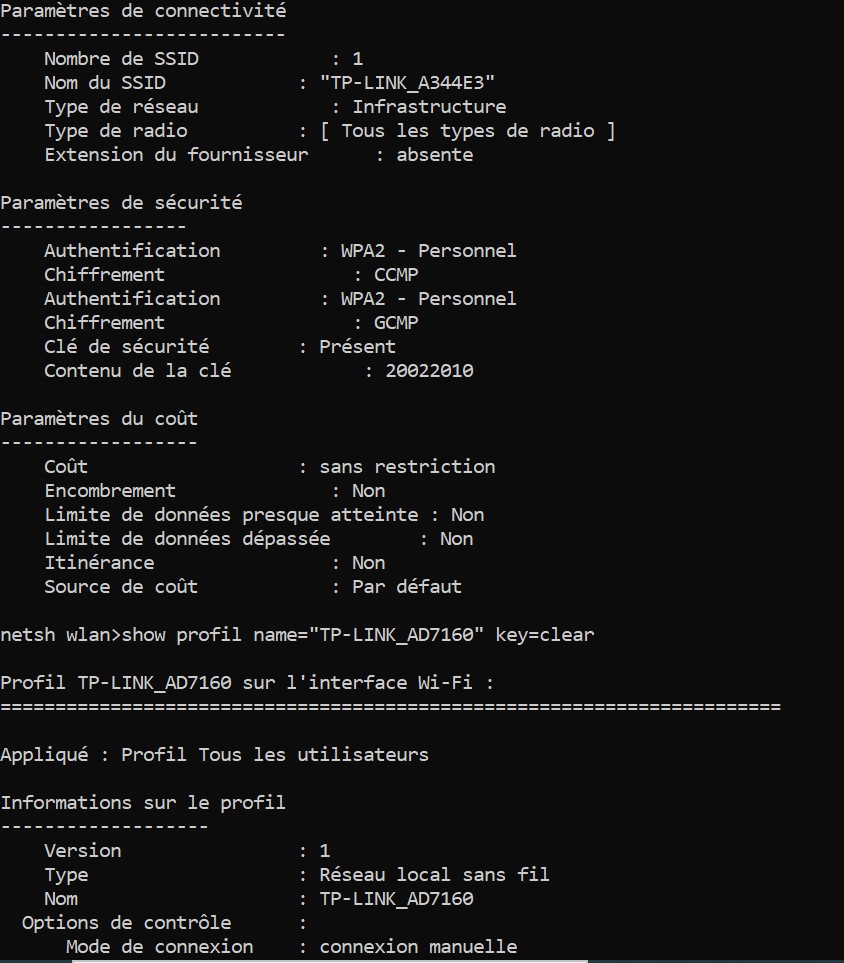 Paramètres de connectivité
--------------------------
Nombre de SSID : 1
Nom du SSID : "TP-LINK_A344E3"
Type de réseau : Infrastructure
Type de radio : [ Tous les types de radio ]
Extension du fournisseur : absente
Paramètres de sécurité
-----------------
Authentification : WPA2 - Personnel
Chiffrement : CCMP
Authentification : WPA2 - Personnel
Chiffrement : GCMP
Clé de sécurité : Présent
Contenu de la clé : 20022010
Paramètres du coût
------------------
Coût : sans restriction
Encombrement : Non
Limite de données presque atteinte : Non
Limite de données dépassée : Non
Itinérance : Non
Source de coût : Par défaut
netsh wlan>show profil name="TP-LINK_AD7160" key=clear
Profil TP-LINK_AD7160 sur l'interface Wi-Fi :
=======================================================================
Appliqué : Profil Tous les utilisateurs
Informations sur le profil
-------------------
Version : 1
Type : Réseau local sans fil
Nom : TP-LINK_AD7160
Options de contrôle :
Mode de connexion : connexion manuelle